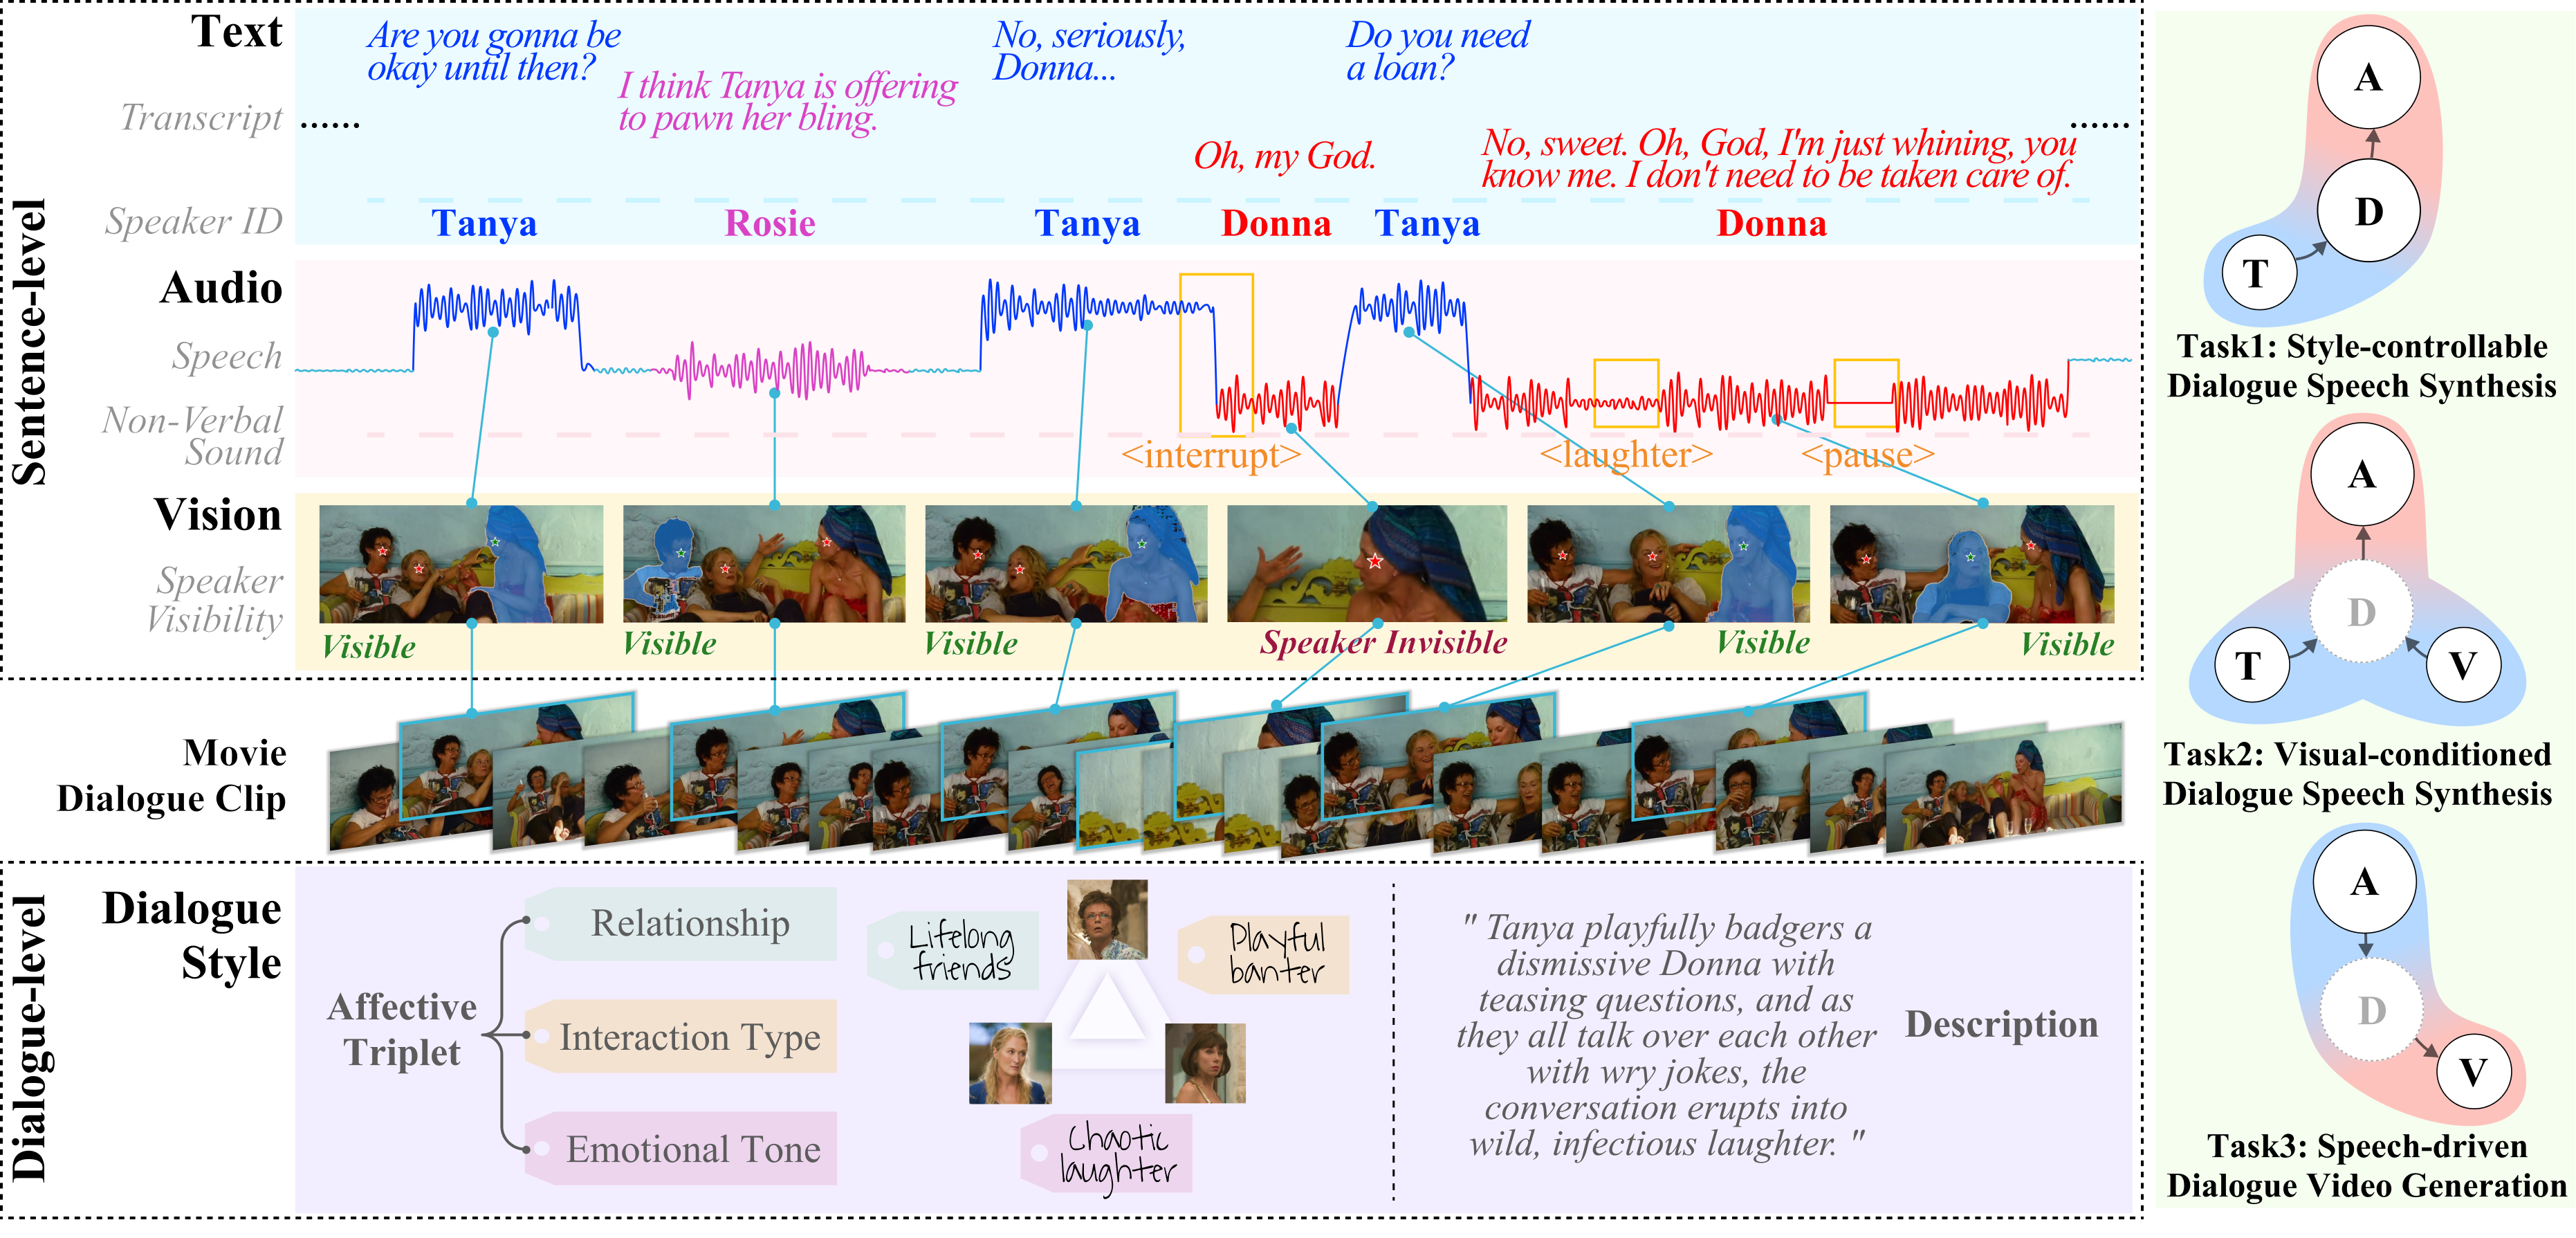 Sentence-level
Text
Transcript
Speaker ID
......
Are you gonna be
okay until then?
I think Tanya is offering
to pawn her bling.
No, seriously,
Donna...
Oh, my God.
Do you need
a loan?
No, sweet. Oh, God, I'm just whining, you
know me. I don't need to be taken care of.
......
Tanya
Rosie
Tanya
Donna
Tanya
Donna
Audio
Speech
Non-Verbal
Sound
<interrupt>
<laughter>
<pause>
Vision
Speaker
Visibility
Visible
Visible
Visible
Speaker Invisible
Visible
Visible
Movie
Dialogue Clip
Dialogue-level
Dialogue
Style
Affective
Triplet
Relationship
Interaction Type
Emotional Tone
Lifelong
friends
Playful
banter
Chaotic
laughter
" Tanya playfully badgers a
dismissive Donna with
teasing questions, and as
they all talk over each other
with wry jokes, the
conversation erupts into
wild, infectious laughter. "
Description
A
D
T
Task1: Style-controllable
Dialogue Speech Synthesis
A
D
T
V
Task2: Visual-conditioned
Dialogue Speech Synthesis
A
D
V
Task3: Speech-driven
Dialogue Video Generation